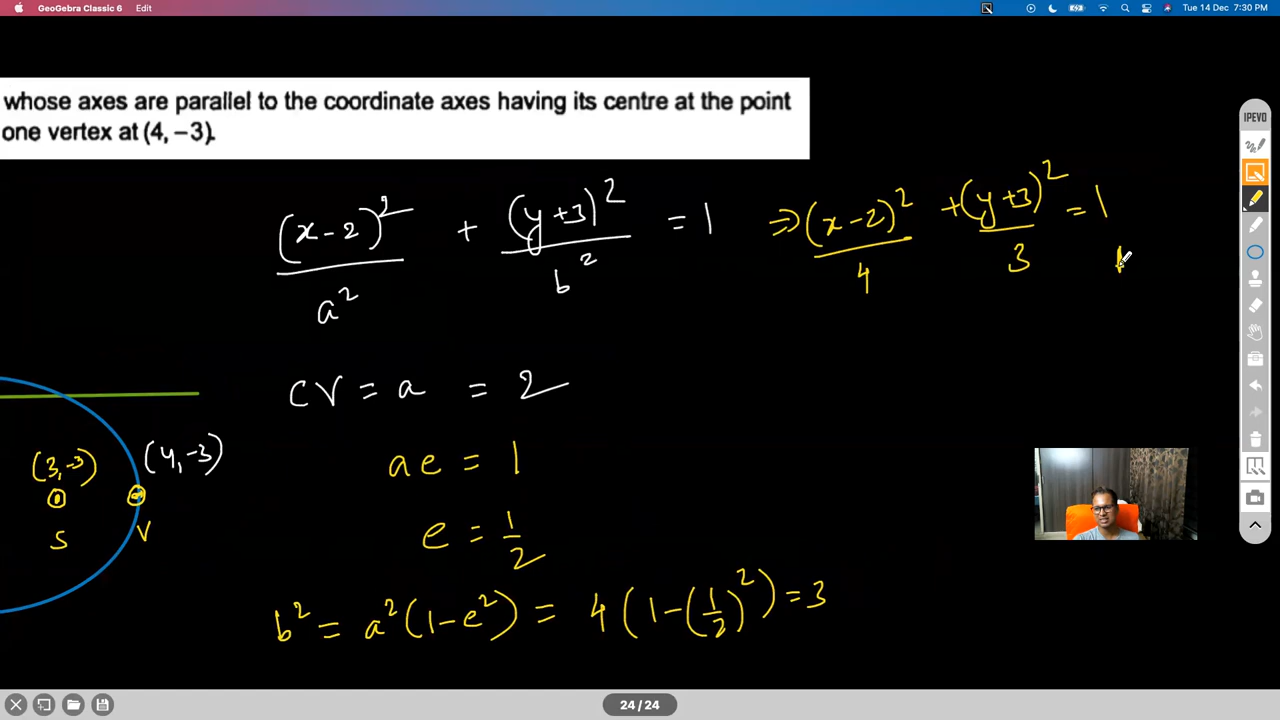 GeoGebra Classic 6 Edit
Tue 14 Dec 7:30 PM
whose axes are parallel to the coordinate axes having its centre at the point
one vertex at (4, –3).
(x-2)²/a² + (y+3)²/b² = 1 ⇒ (x-2)²/4 + (y+3)²/3 = 1
CV = a = 2
(3,-3) (4,-3)
ae = 1
S V
e = 1/2
b² = a²(1-e²) = 4(1-(1/2)²) = 3
IPEVO
24 / 24